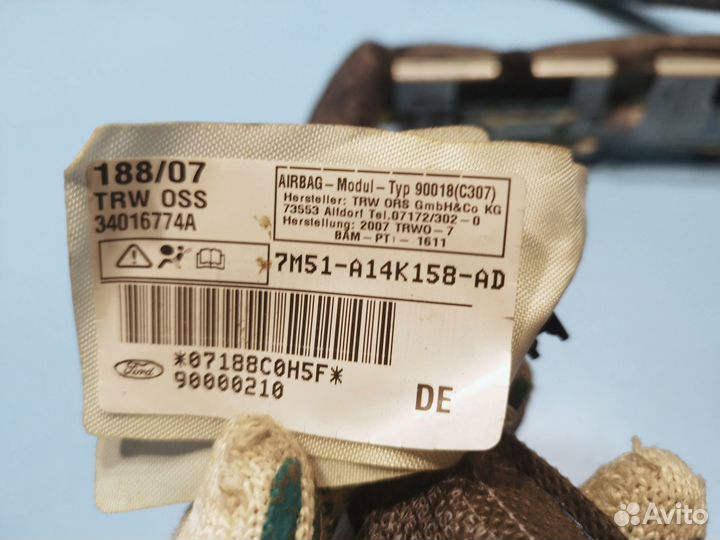 188/07
TRW OSS
34016774A
AIRBAG-Modul-Typ 90018(C307)
Hersteller: TRW ORS GmbH&Co KG
73553 Alldorf Tel.07172/302-0
Herstellung: 2007 TRWO-7
BAM-PT1-1611
7M51-A14K158-AD
*07188C0H5F*
90000210
Ford
DE
Avito